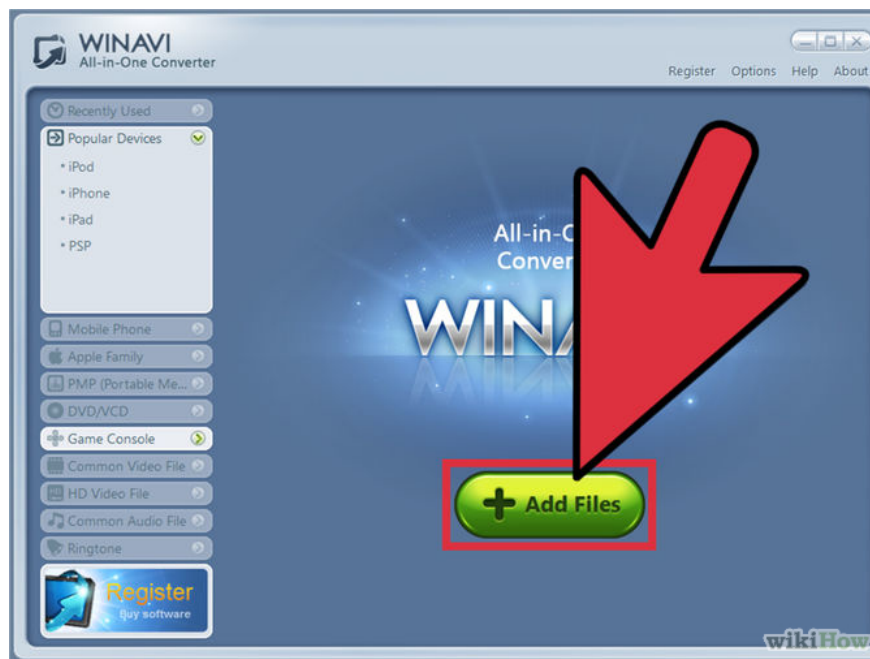 WINAVI
All-in-One Converter
Register Options Help About
Recently Used
Popular Devices
• iPod
• iPhone
• iPad
• PSP
Mobile Phone
Apple Family
PMP (Portable Me...
DVD/VCD
Game Console
Common Video File
HD Video File
Common Audio File
Ringtone
Register
Buy software
All-in-
Conver
WIN
+ Add Files
wikiHow